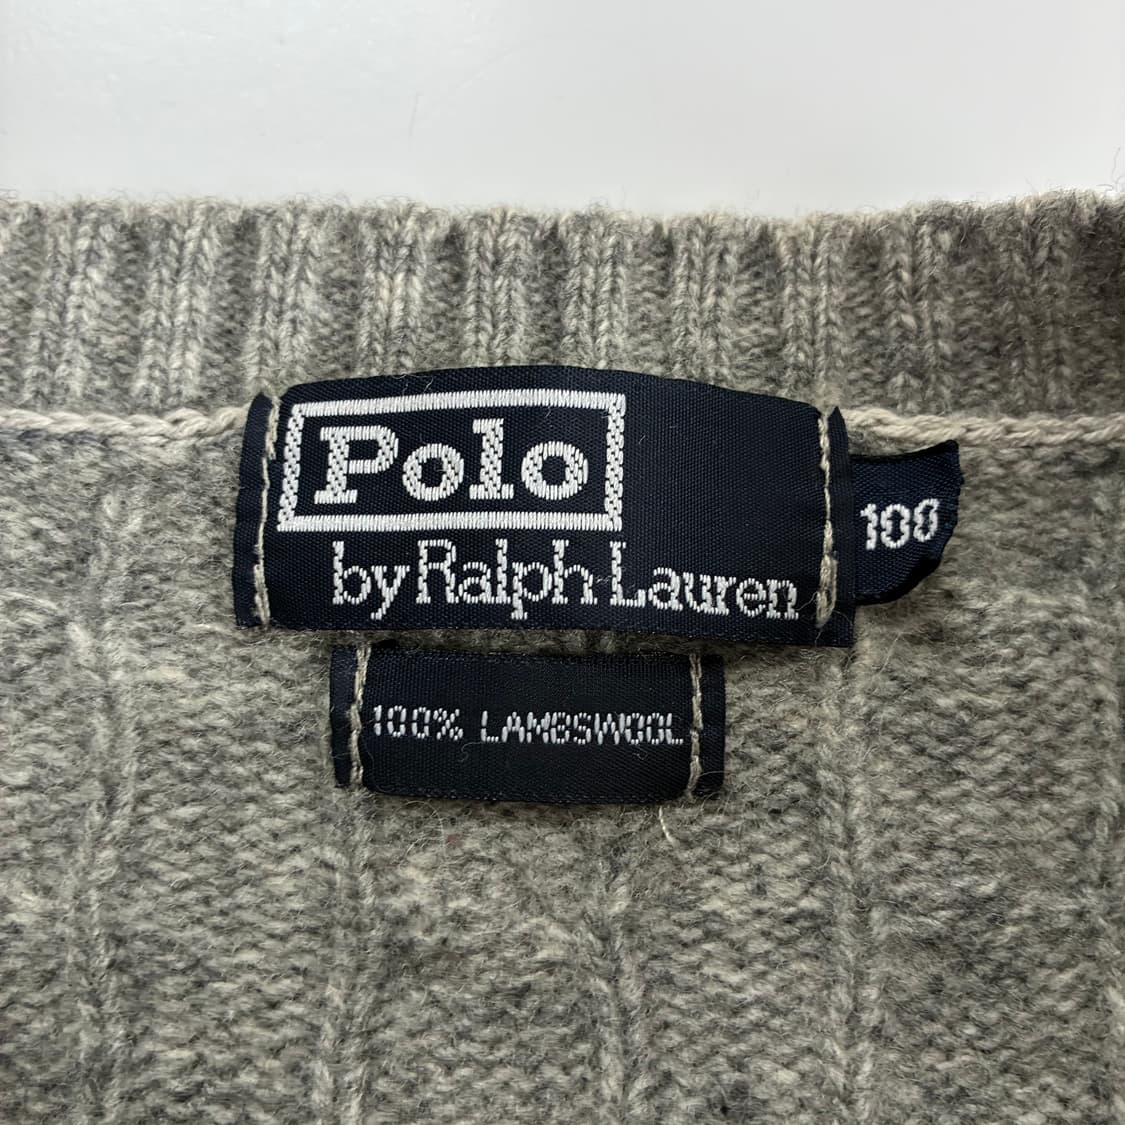 Polo
by Ralph Lauren
100
100% LAMBSWOOL